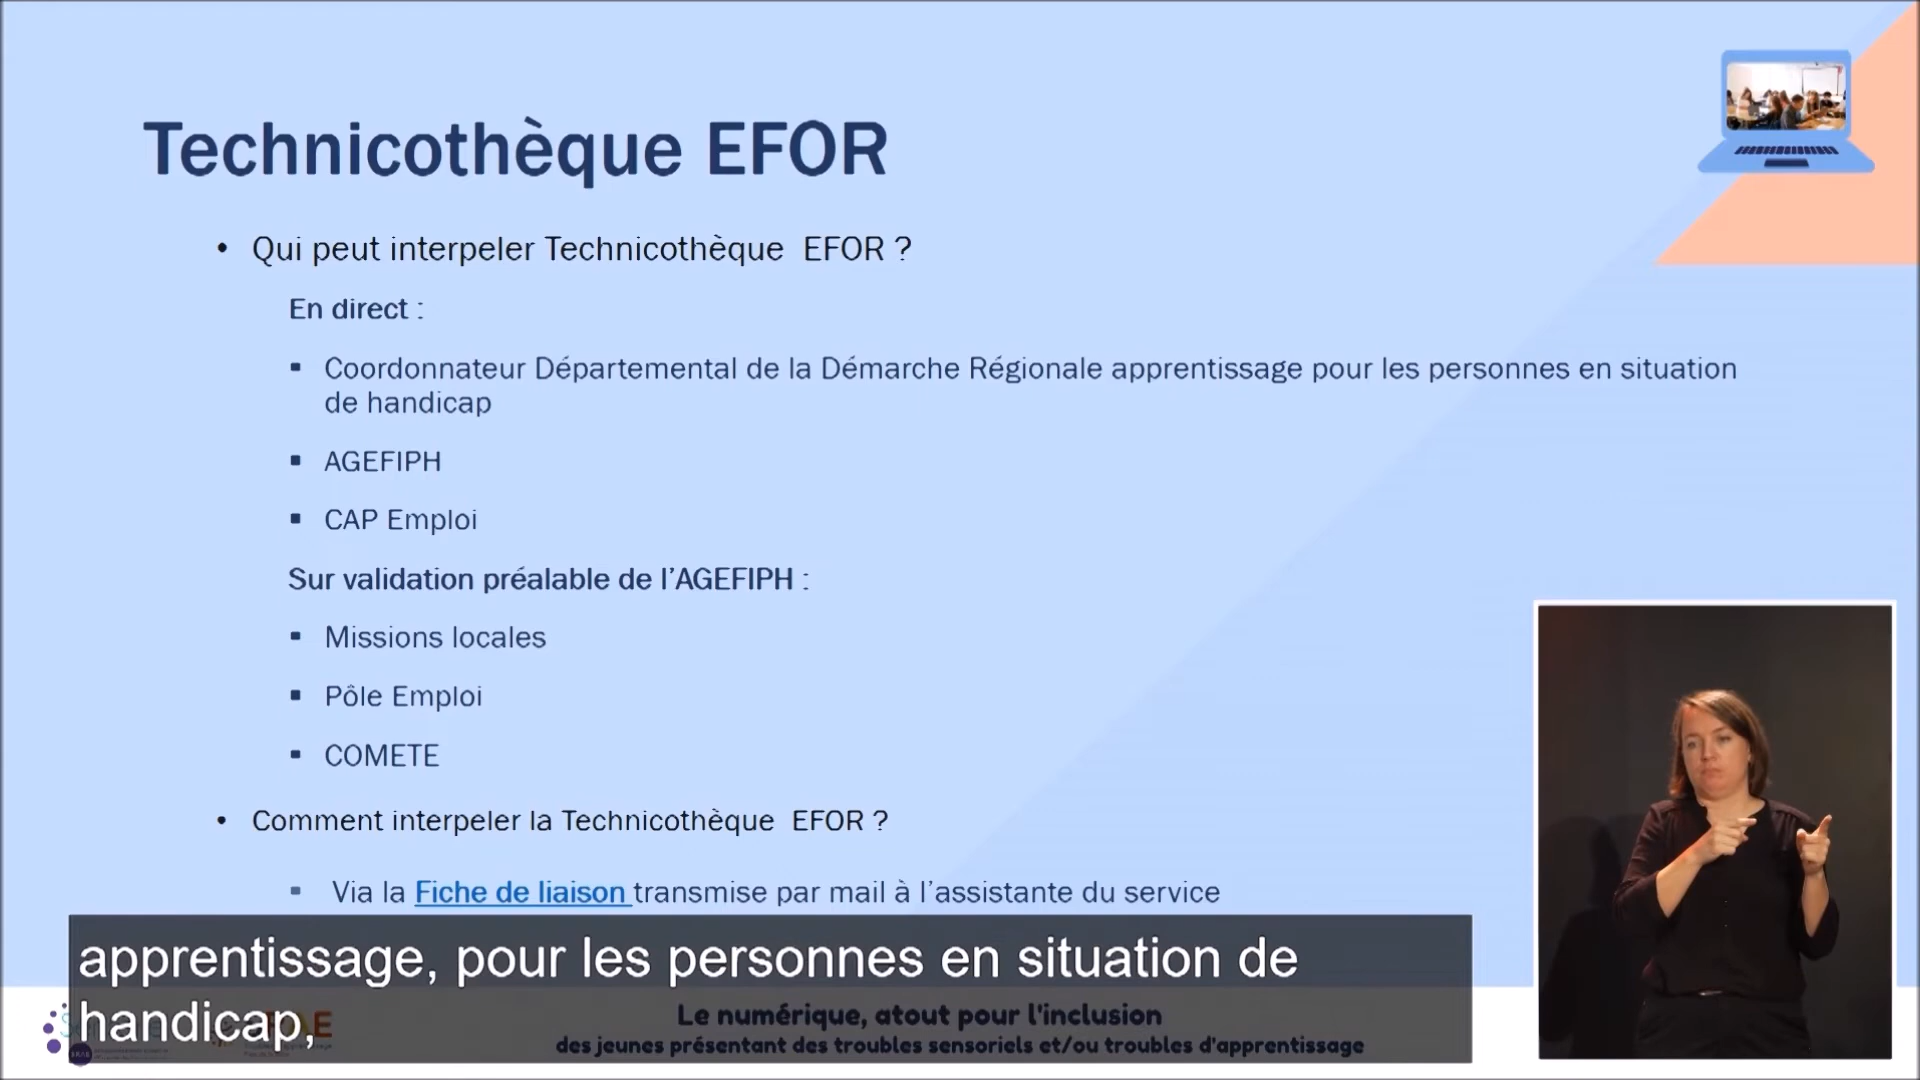 Technicothèque EFOR
• Qui peut interpeler Technicothèque EFOR ?
En direct :
▪ Coordonnateur Départemental de la Démarche Régionale apprentissage pour les personnes en situation
de handicap
▪ AGEFIPH
▪ CAP Emploi
Sur validation préalable de l’AGEFIPH :
▪ Missions locales
▪ Pôle Emploi
▪ COMETE
• Comment interpeler la Technicothèque EFOR ?
▪ Via la Fiche de liaison transmise par mail à l’assistante du service
apprentissage, pour les personnes en situation de
handicap,
Le numérique, atout pour l'inclusion
des jeunes présentant des troubles sensoriels et/ou troubles d'apprentissage